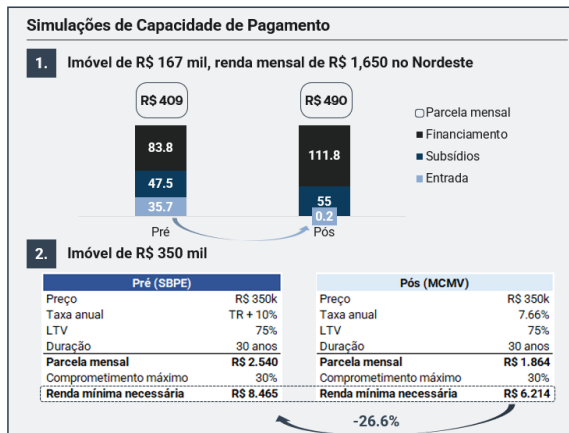 Simulações de Capacidade de Pagamento
1. Imóvel de R$ 167 mil, renda mensal de R$ 1,650 no Nordeste
R$ 409 R$ 490
Parcela mensal
Financiamento
Subsídios
Entrada
83.8 111.8
47.5 55
35.7 0.2
Pré Pós
2. Imóvel de R$ 350 mil
Pré (SBPE)
Preço R$ 350k
Taxa anual TR + 10%
LTV 75%
Duração 30 anos
Parcela mensal R$ 2.540
Comprometimento máximo 30%
Renda mínima necessária R$ 8.465
Pós (MCMV)
Preço R$ 350k
Taxa anual 7.66%
LTV 75%
Duração 30 anos
Parcela mensal R$ 1.864
Comprometimento máximo 30%
Renda mínima necessária R$ 6.214
-26.6%